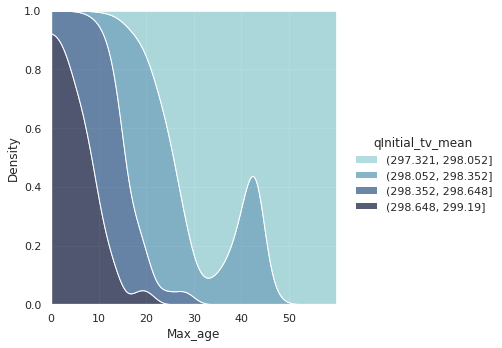 1.0
0.8
0.6
0.4
0.2
0.0
Density
0 10 20 30 40 50
Max_age
qInitial_tv_mean
(297.321, 298.052]
(298.052, 298.352]
(298.352, 298.648]
(298.648, 299.19]